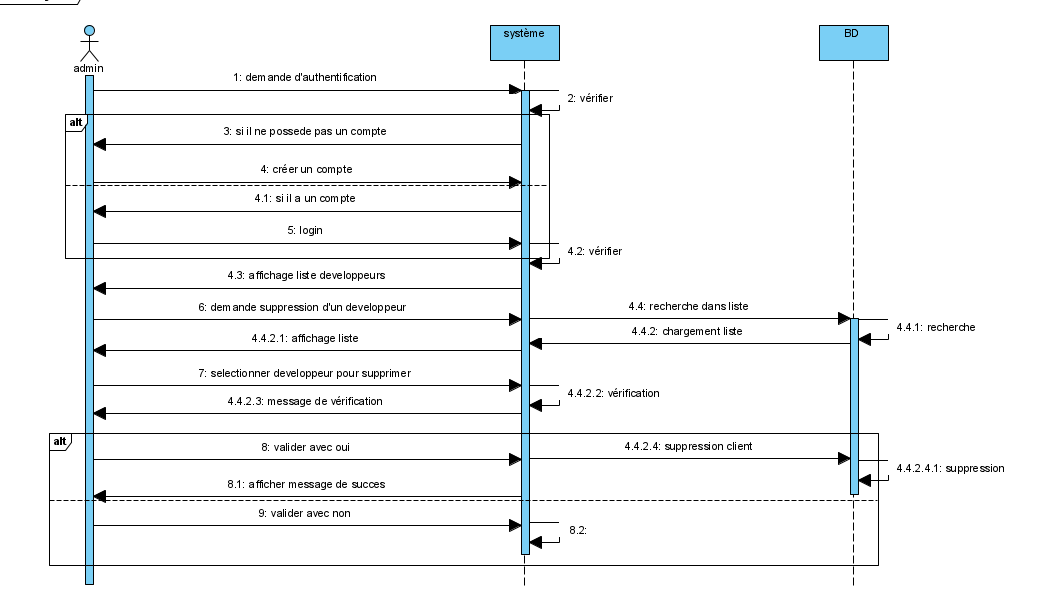 système
BD
admin
1: demande d'authentification
2: vérifier
alt
3: si il ne possede pas un compte
4: créer un compte
4.1: si il a un compte
5: login
4.2: vérifier
4.3: affichage liste developpeurs
6: demande suppression d'un developpeur
4.4: recherche dans liste
4.4.1: recherche
4.4.2: chargement liste
4.4.2.1: affichage liste
7: selectionner developpeur pour supprimer
4.4.2.2: vérification
4.4.2.3: message de vérification
alt
8: valider avec oui
4.4.2.4: suppression client
4.4.2.4.1: suppression
8.1: afficher message de succes
9: valider avec non
8.2: